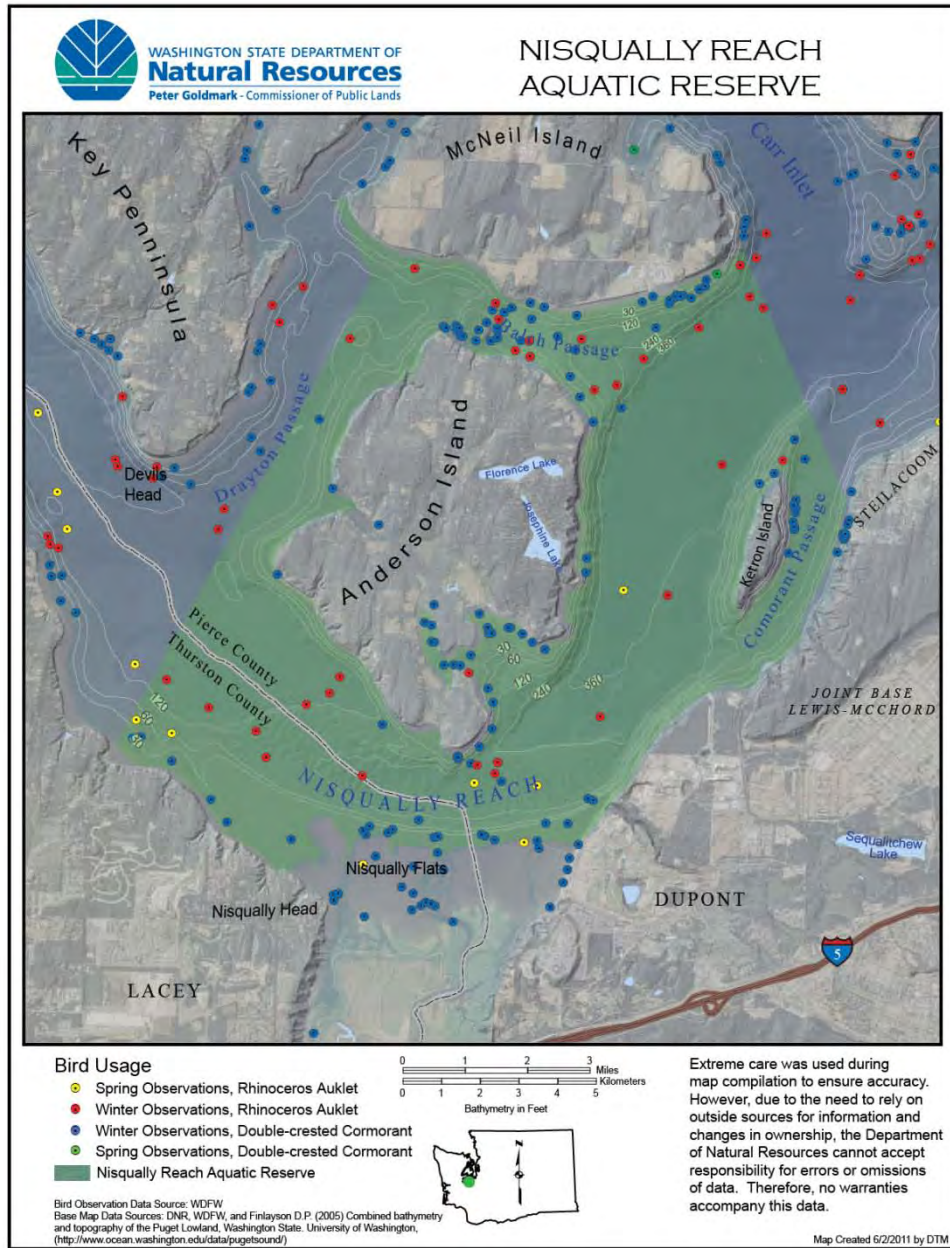 WASHINGTON STATE DEPARTMENT OF
Natural Resources
Peter Goldmark - Commissioner of Public Lands
NISQUALLY REACH
AQUATIC RESERVE
Key Penninsula
McNeil Island
Carr Inlet
30
120
240
360
Balch Passage
Drayton Passage
Devils
Head
Anderson Island
Florence Lake
Josephine Lake
Ketron Island
Comorant Passage
STEILACOOM
Pierce County
Thurston County
30
60
120
240
360
120
60
JOINT BASE
LEWIS-MCCHORD
NISQUALLY REACH
Nisqually Flats
Nisqually Head
Sequalitchew
Lake
DUPONT
5
LACEY
Bird Usage
Spring Observations, Rhinoceros Auklet
Winter Observations, Rhinoceros Auklet
Winter Observations, Double-crested Cormorant
Spring Observations, Double-crested Cormorant
Nisqually Reach Aquatic Reserve
0 1 2 3
Miles
Kilometers
0 1 2 3 4 5
Bathymetry in Feet
N
Extreme care was used during
map compilation to ensure accuracy.
However, due to the need to rely on
outside sources for information and
changes in ownership, the Department
of Natural Resources cannot accept
responsibility for errors or omissions
of data. Therefore, no warranties
accompany this data.
Bird Observation Data Source: WDFW
Base Map Data Sources: DNR, WDFW, and Finlayson D.P. (2005) Combined bathymetry
and topography of the Puget Lowland, Washington State. University of Washington,
(http://www.ocean.washington.edu/data/pugetsound/)
Map Created 6/2/2011 by DTM